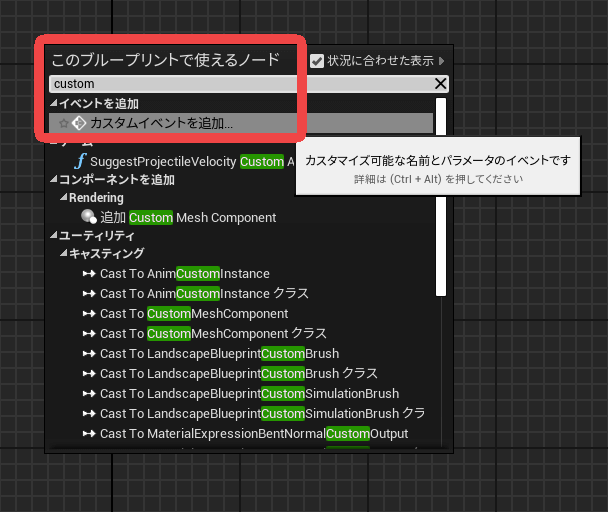 このブループリントで使えるノード
状況に合わせた表示
custom
イベントを追加
カスタムイベントを追加...
SuggestProjectileVelocity Custom A
カスタマイズ可能な名前とパラメータのイベントです
詳細は (Ctrl + Alt) を押してください
コンポーネントを追加
Rendering
追加 Custom Mesh Component
ユーティリティ
キャスティング
Cast To AnimCustomInstance
Cast To AnimCustomInstance クラス
Cast To CustomMeshComponent
Cast To CustomMeshComponent クラス
Cast To LandscapeBlueprintCustomBrush
Cast To LandscapeBlueprintCustomBrush クラス
Cast To LandscapeBlueprintCustomSimulationBrush
Cast To LandscapeBlueprintCustomSimulationBrush クラ
Cast To MaterialExpressionBentNormalCustomOutput